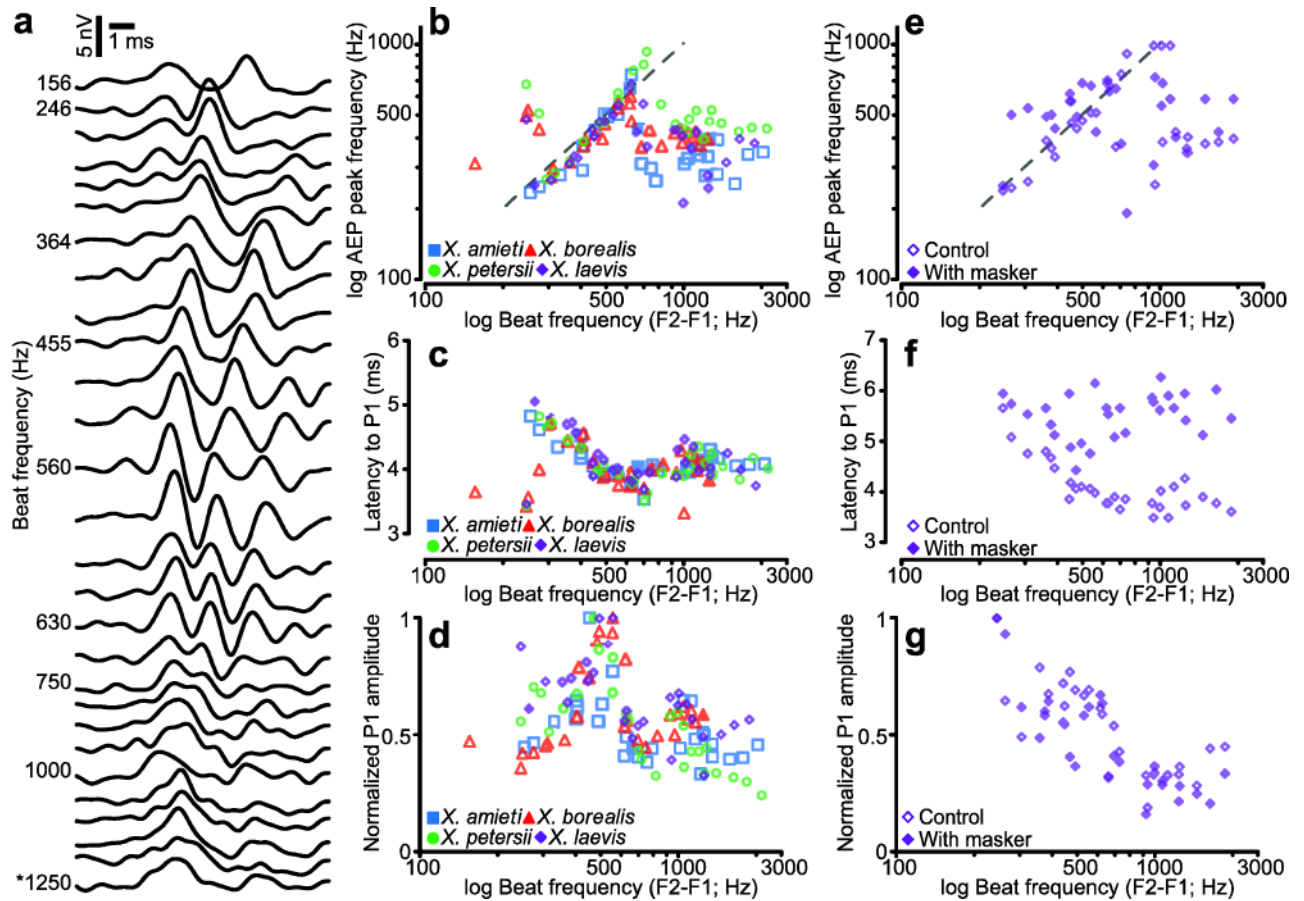 a
5 nV
1 ms
Beat frequency (Hz)
156
246
364
455
560
630
750
1000
*1250
b
log AEP peak frequency (Hz)
1000
500
100
X. amieti X. borealis
X. petersii X. laevis
100 500 1000 3000
log Beat frequency (F2-F1; Hz)
e
log AEP peak frequency (Hz)
1000
500
100
Control
With masker
100 500 1000 3000
log Beat frequency (F2-F1; Hz)
c
Latency to P1 (ms)
6
5
4
3
X. amieti X. borealis
X. petersii X. laevis
100 500 1000 3000
log Beat frequency (F2-F1; Hz)
f
Latency to P1 (ms)
7
6
5
4
3
Control
With masker
100 500 1000 3000
log Beat frequency (F2-F1; Hz)
d
Normalized P1 amplitude
1
0.5
0
X. amieti X. borealis
X. petersii X. laevis
100 500 1000 3000
log Beat frequency (F2-F1; Hz)
g
Normalized P1 amplitude
1
0.5
0
Control
With masker
100 500 1000 3000
log Beat frequency (F2-F1; Hz)